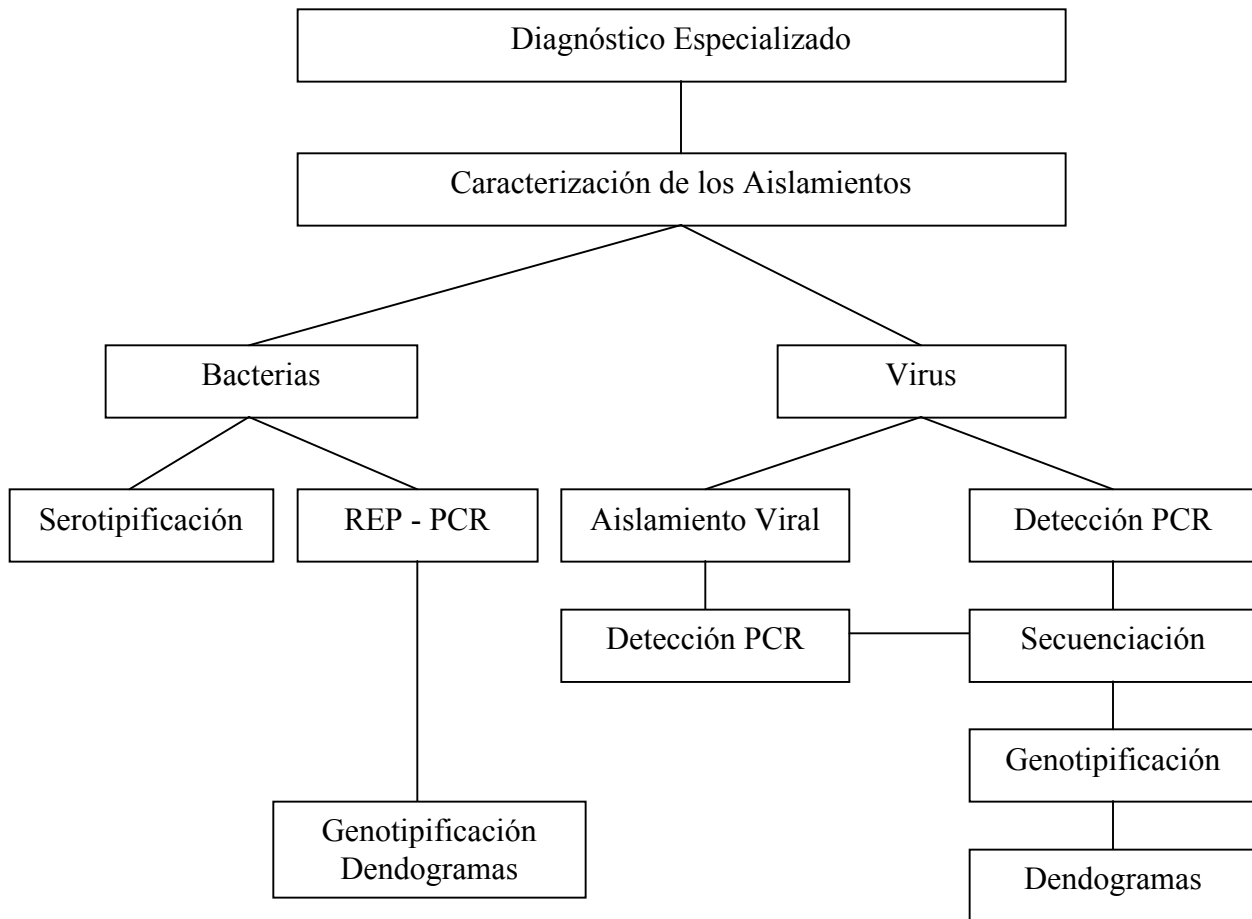 Diagnóstico Especializado
Caracterización de los Aislamientos
Bacterias
Virus
Serotipificación
REP - PCR
Aislamiento Viral
Detección PCR
Detección PCR
Secuenciación
Genotipificación
Genotipificación
Dendogramas
Dendogramas